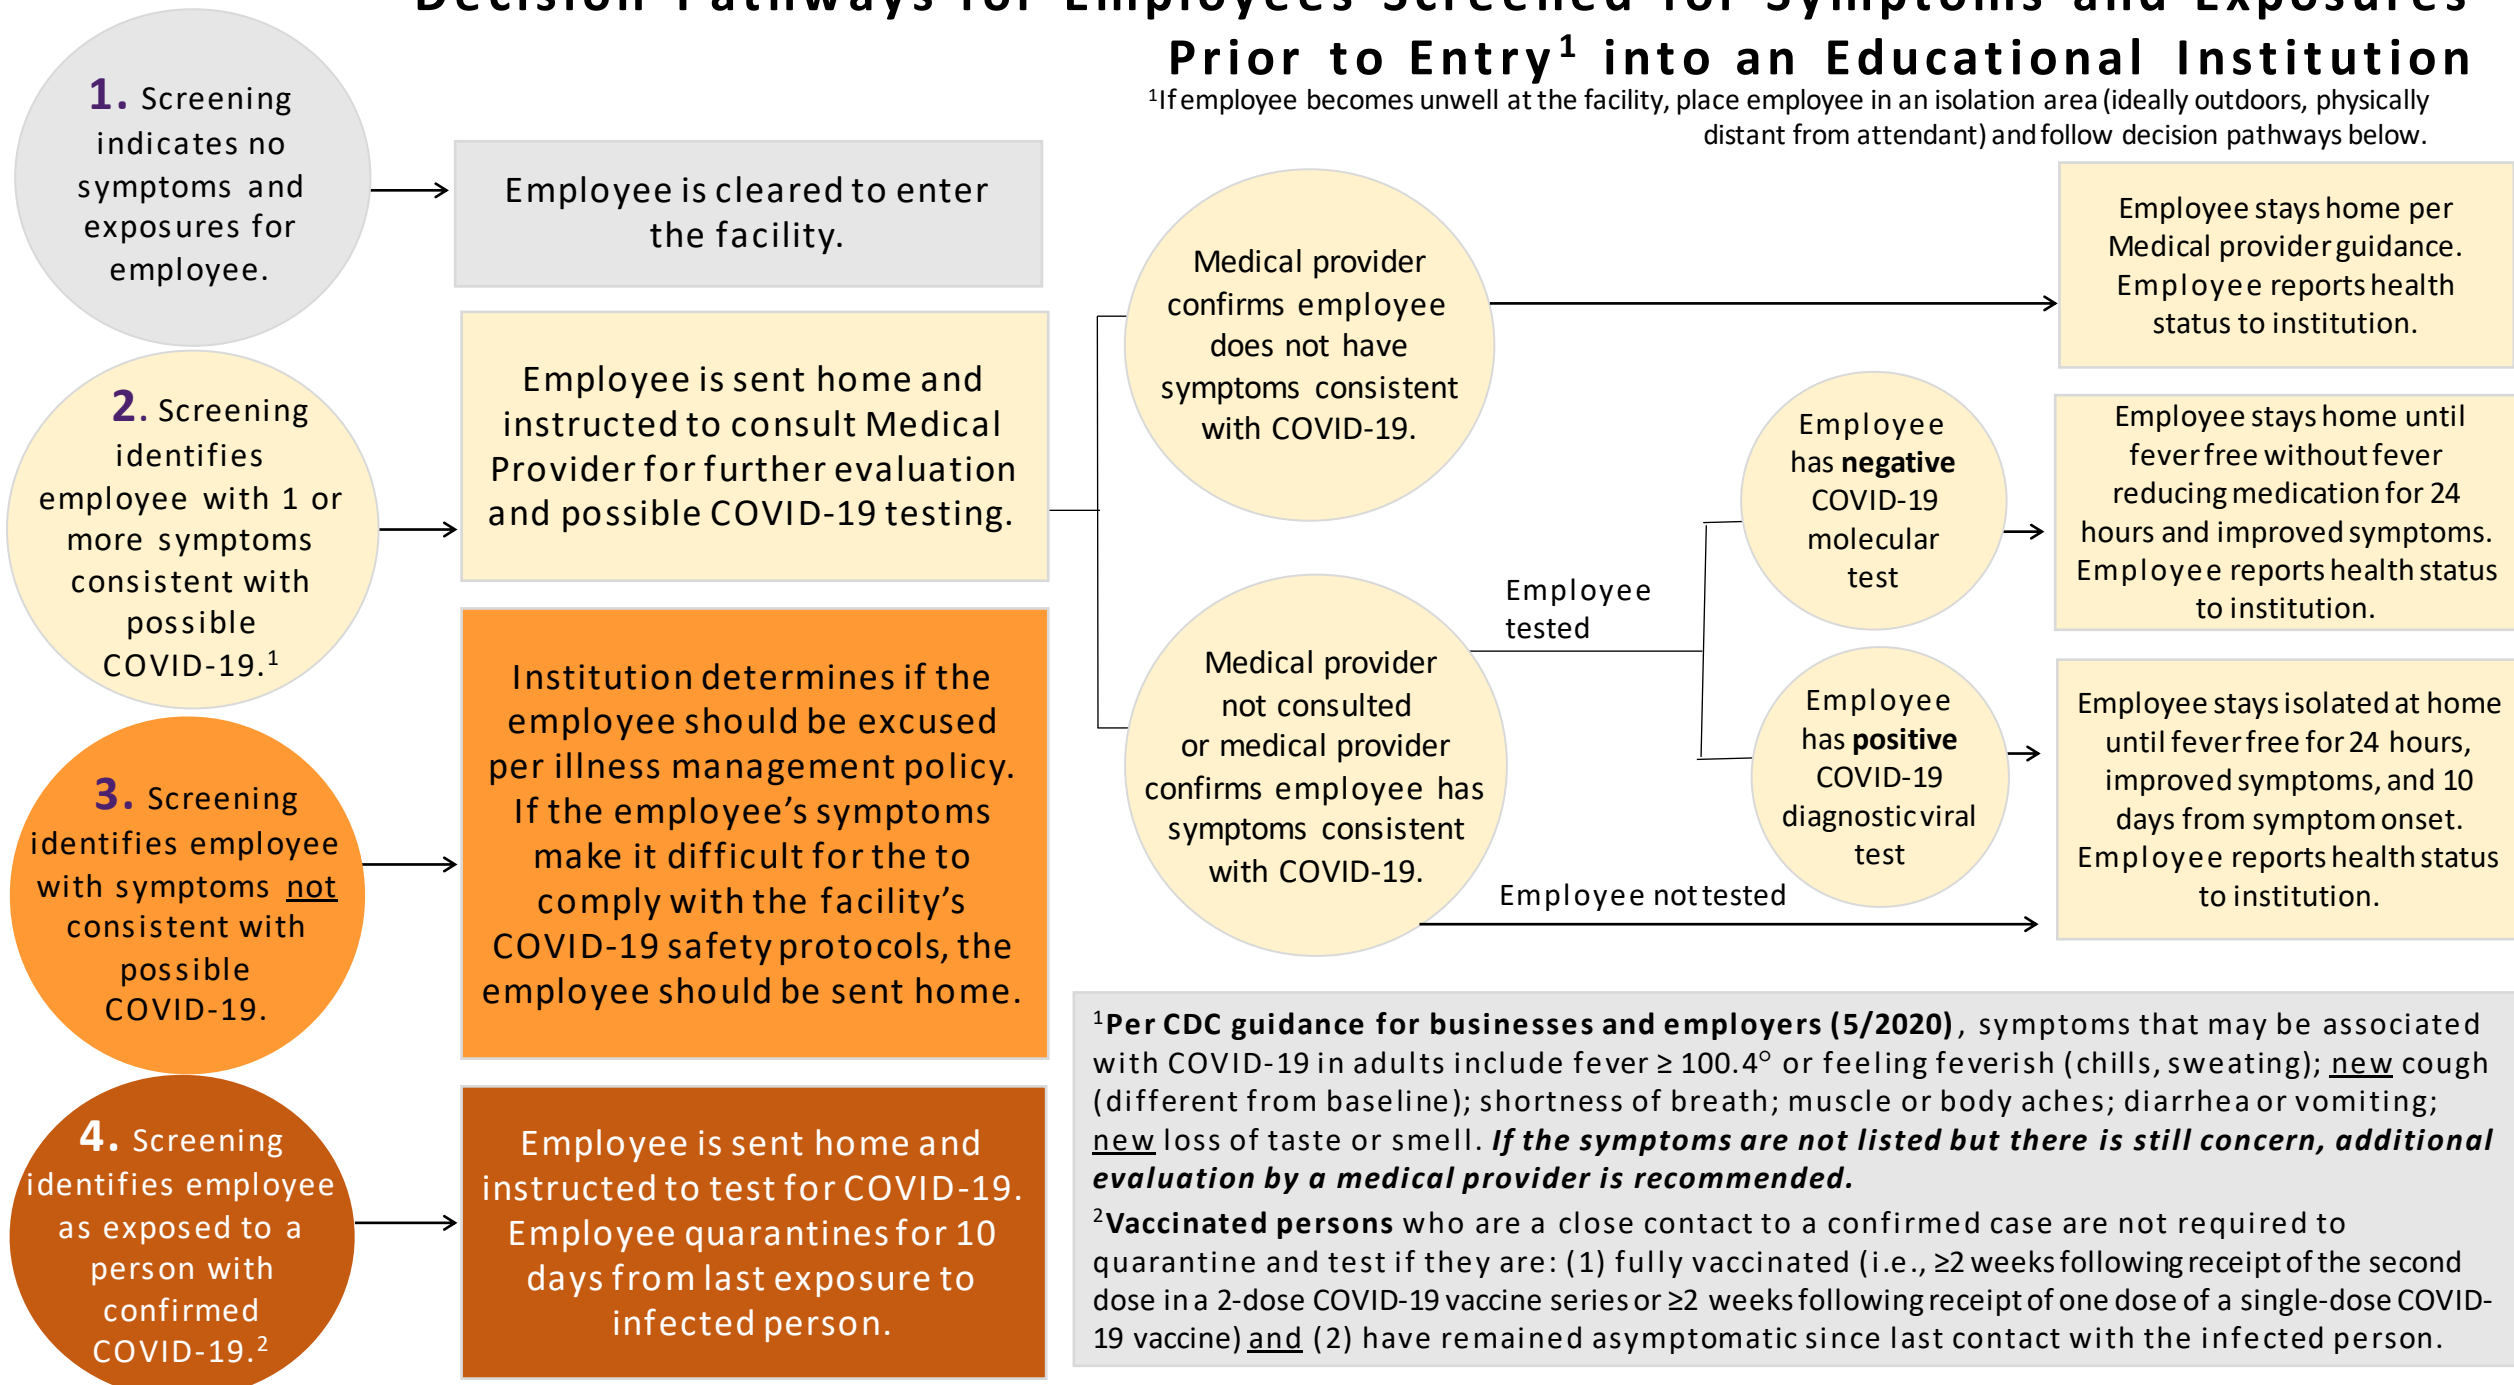 Decision Pathways for Employees Screened for Symptoms and Exposures
Prior to Entry¹ into an Educational Institution
¹If employee becomes unwell at the facility, place employee in an isolation area (ideally outdoors, physically
distant from attendant) and follow decision pathways below.
1. Screening
indicates no
symptoms and
exposures for
employee.
Employee is cleared to enter
the facility.
2. Screening
identifies
employee with 1 or
more symptoms
consistent with
possible
COVID-19.¹
Employee is sent home and
instructed to consult Medical
Provider for further evaluation
and possible COVID-19 testing.
Medical provider
confirms employee
does not have
symptoms consistent
with COVID-19.
Employee stays home per
Medical provider guidance.
Employee reports health
status to institution.
Medical provider
not consulted
or medical provider
confirms employee has
symptoms consistent
with COVID-19.
Employee
tested
Employee
has negative
COVID-19
molecular
test
Employee stays home until
fever free without fever
reducing medication for 24
hours and improved symptoms.
Employee reports health status
to institution.
Employee
has positive
COVID-19
diagnostic viral
test
Employee stays isolated at home
until fever free for 24 hours,
improved symptoms, and 10
days from symptom onset.
Employee reports health status
to institution.
Employee not tested
3. Screening
identifies employee
with symptoms not
consistent with
possible
COVID-19.
Institution determines if the
employee should be excused
per illness management policy.
If the employee’s symptoms
make it difficult for the to
comply with the facility’s
COVID-19 safety protocols, the
employee should be sent home.
4. Screening
identifies employee
as exposed to a
person with
confirmed
COVID-19.²
Employee is sent home and
instructed to test for COVID-19.
Employee quarantines for 10
days from last exposure to
infected person.
¹Per CDC guidance for businesses and employers (5/2020), symptoms that may be associated
with COVID-19 in adults include fever ≥ 100.4° or feeling feverish (chills, sweating); new cough
(different from baseline); shortness of breath; muscle or body aches; diarrhea or vomiting;
new loss of taste or smell. If the symptoms are not listed but there is still concern, additional
evaluation by a medical provider is recommended.
²Vaccinated persons who are a close contact to a confirmed case are not required to
quarantine and test if they are: (1) fully vaccinated (i.e., ≥2 weeks following receipt of the second
dose in a 2-dose COVID-19 vaccine series or ≥2 weeks following receipt of one dose of a single-dose COVID-
19 vaccine) and (2) have remained asymptomatic since last contact with the infected person.